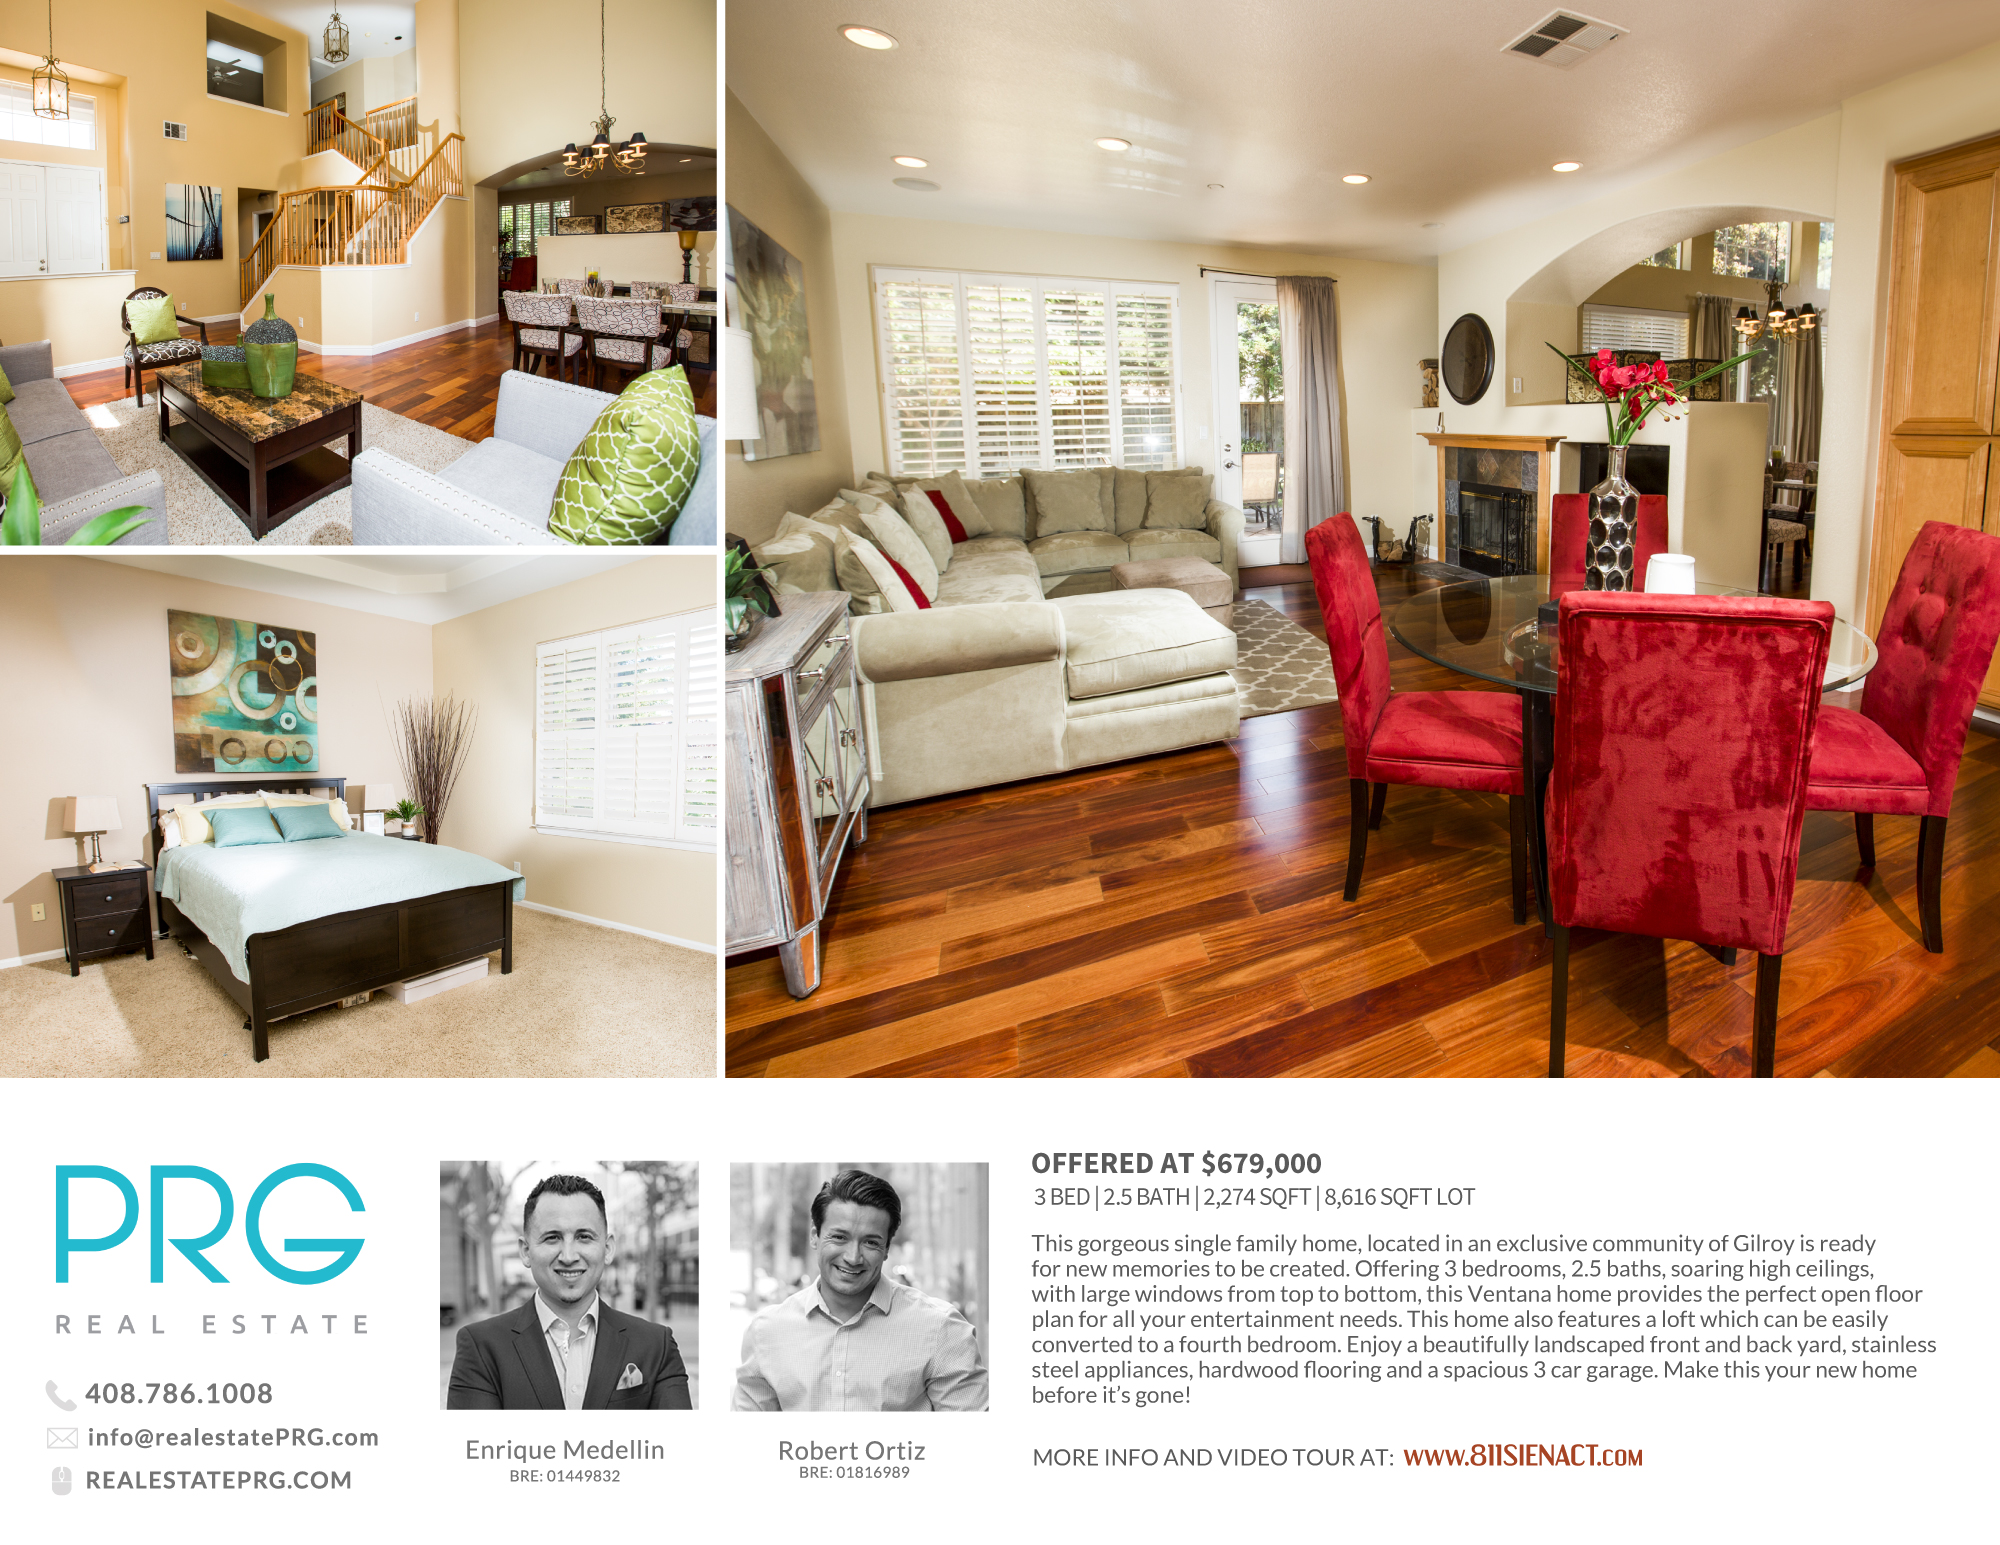 PRG
REAL ESTATE
408.786.1008
info@realestatePRG.com
REALESTATEPRG.COM
Enrique Medellin
BRE: 01449832
Robert Ortiz
BRE: 01816989
OFFERED AT $679,000
3 BED | 2.5 BATH | 2,274 SQFT | 8,616 SQFT LOT
This gorgeous single family home, located in an exclusive community of Gilroy is ready
for new memories to be created. Offering 3 bedrooms, 2.5 baths, soaring high ceilings,
with large windows from top to bottom, this Ventana home provides the perfect open floor
plan for all your entertainment needs. This home also features a loft which can be easily
converted to a fourth bedroom. Enjoy a beautifully landscaped front and back yard, stainless
steel appliances, hardwood flooring and a spacious 3 car garage. Make this your new home
before it's gone!
MORE INFO AND VIDEO TOUR AT: WWW.811SIENACT.COM